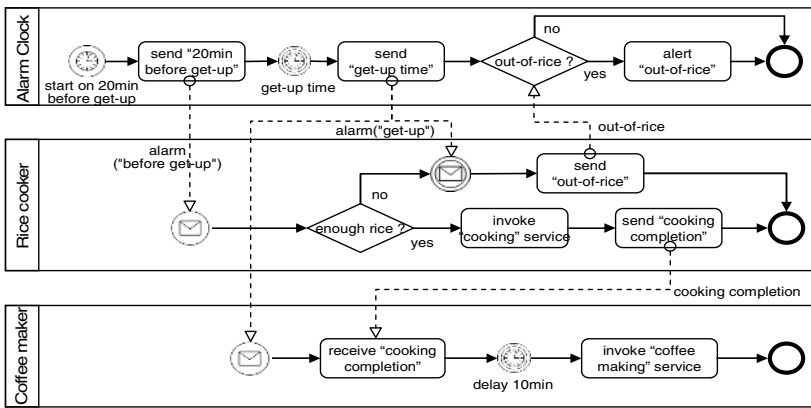 Alarm Clock
no
send "20min
before get-up"
send
"get-up time"
out-of-rice ?
alert
"out-of-rice"
yes
start on 20min
before get-up
get-up time
alarm
("before get-up")
alarm("get-up")
out-of-rice
Rice cooker
send
"out-of-rice"
no
enough rice ?
yes
invoke
"cooking" service
send "cooking
completion"
cooking completion
Coffee maker
receive "cooking
completion"
delay 10min
invoke "coffee
making" service